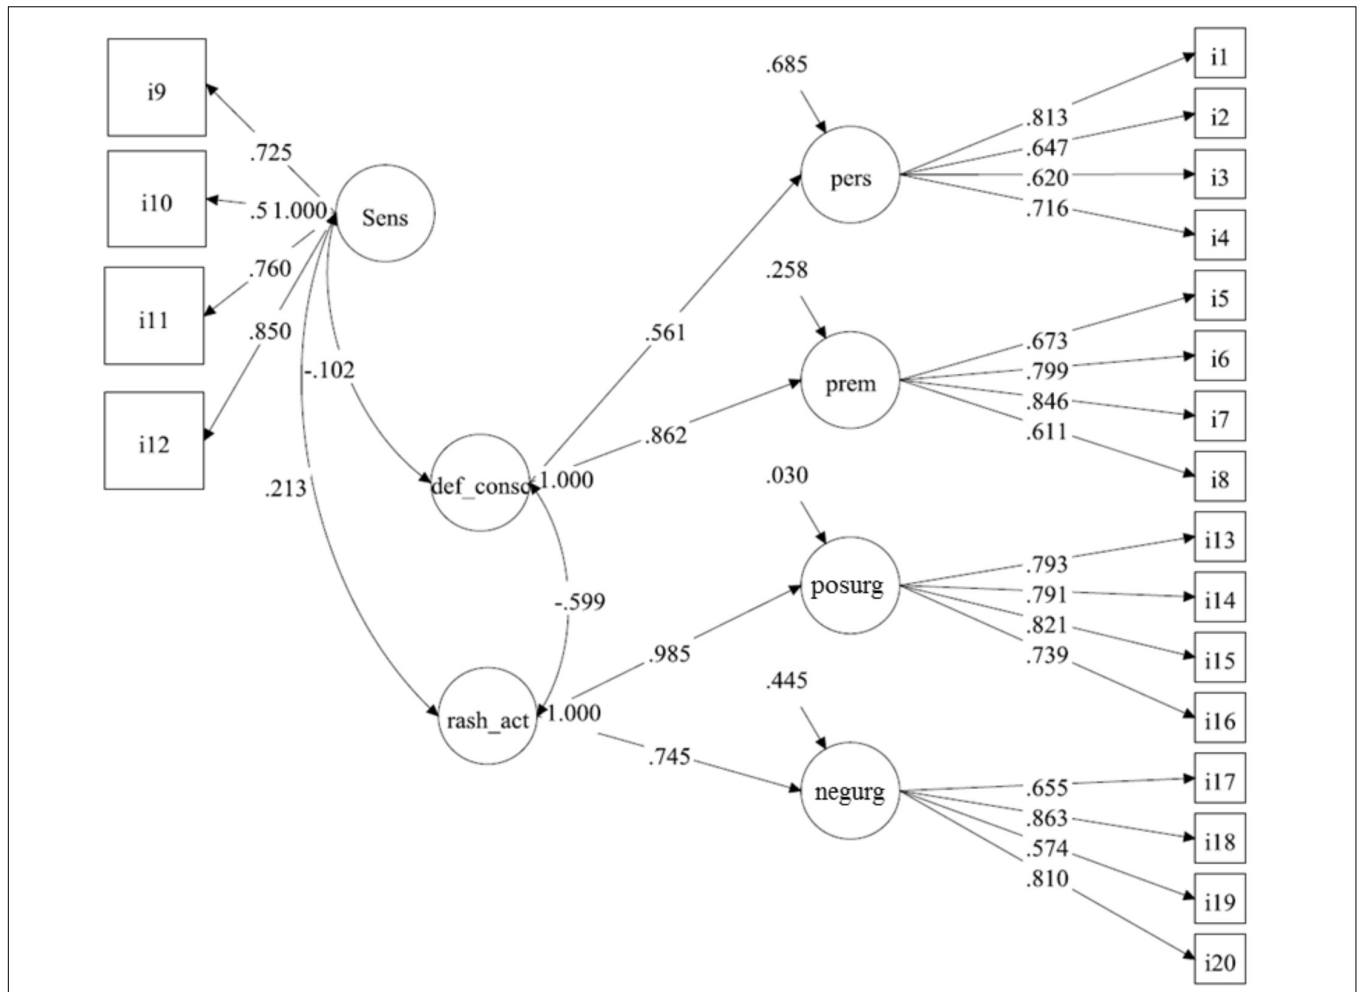 i9
i10
i11
i12
.725
.5
1.000
.760
.850
Sens
-.102
.213
def_consc
1.000
-.599
rash_act
1.000
.561
.862
.985
.745
.685
pers
.258
prem
.030
posurg
.445
negurg
.813
.647
.620
.716
.673
.799
.846
.611
.793
.791
.821
.739
.655
.863
.574
.810
i1
i2
i3
i4
i5
i6
i7
i8
i13
i14
i15
i16
i17
i18
i19
i20